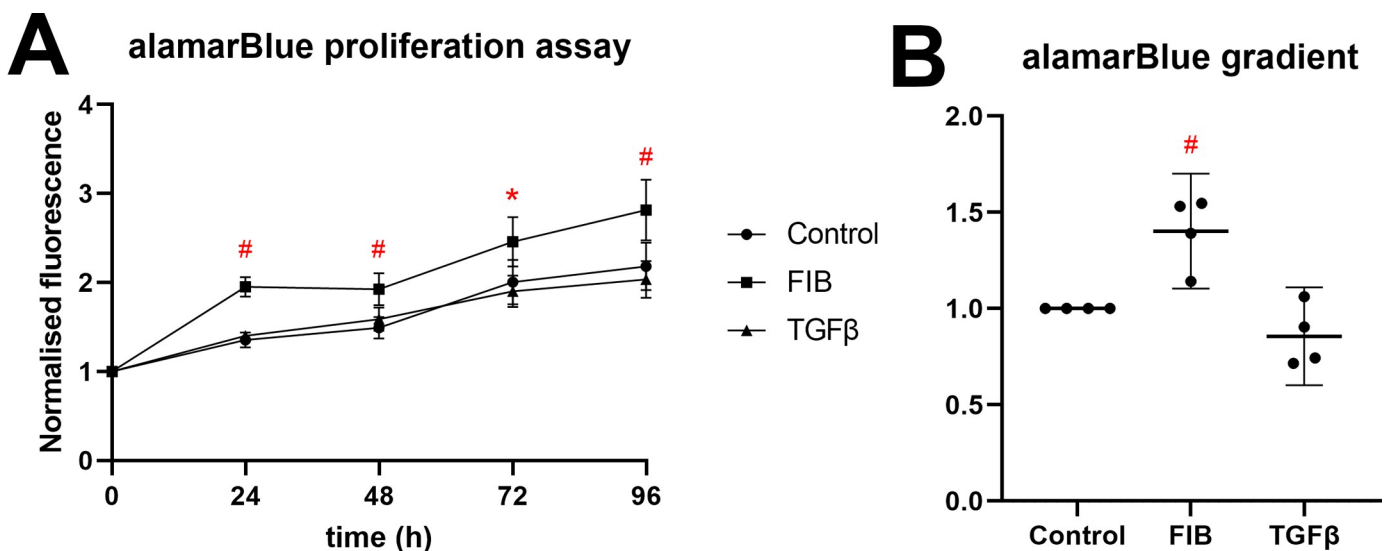 A
alamarBlue proliferation assay
Normalised fluorescence
4
3
2
1
0
#
#
*
#
0 24 48 72 96
time (h)
Control
FIB
TGFβ
B
alamarBlue gradient
2.0
1.5
1.0
0.5
0.0
#
Control FIB TGFβ